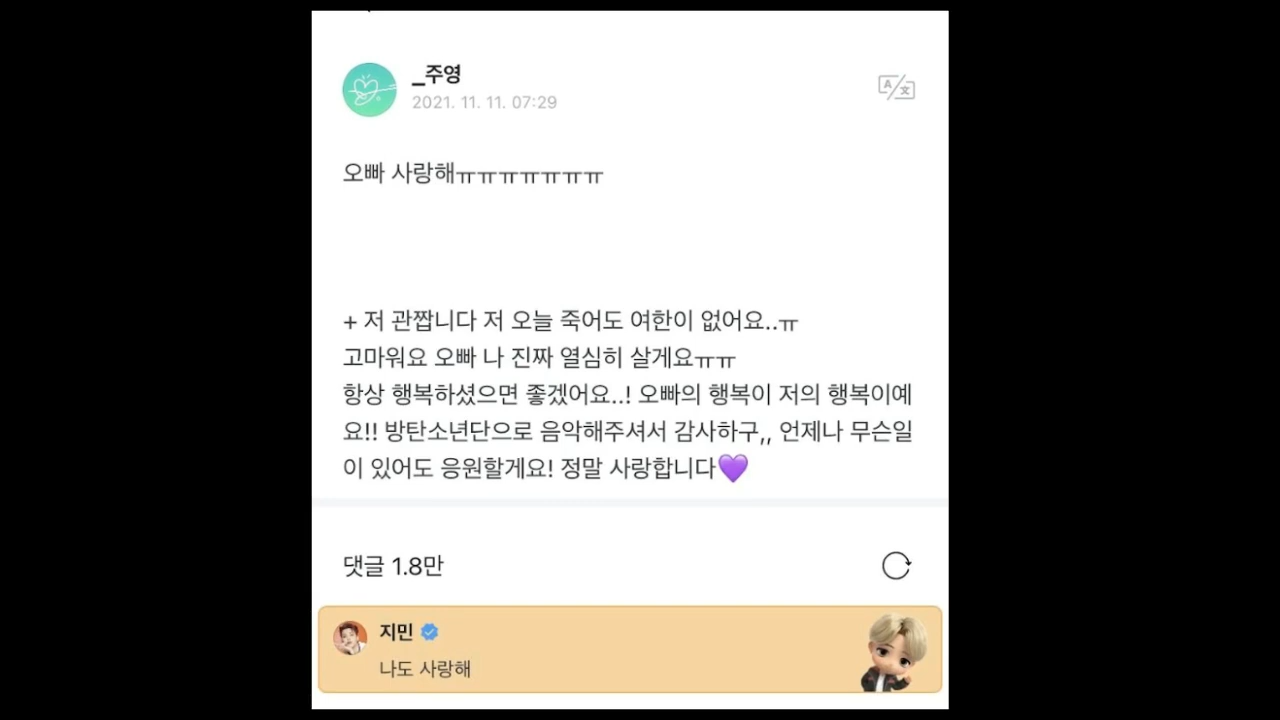 _주영
2021. 11. 11. 07:29
오빠 사랑해ㅠㅠㅠㅠㅠㅠㅠ
+ 저 관짭니다 저 오늘 죽어도 여한이 없어요..ㅠ
고마워요 오빠 나 진짜 열심히 살게요ㅠㅠ
항상 행복하셨으면 좋겠어요..! 오빠의 행복이 저의 행복이예
요!! 방탄소년단으로 음악해주셔서 감사하구,, 언제나 무슨일
이 있어도 응원할게요! 정말 사랑합니다💜
댓글 1.8만
지민
나도 사랑해